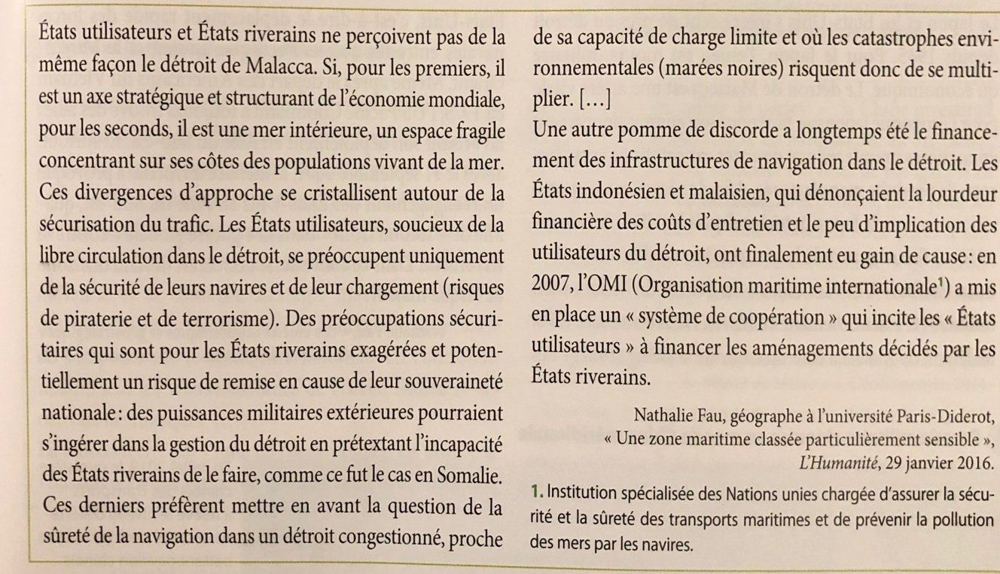 États utilisateurs et États riverains ne perçoivent pas de la
même façon le détroit de Malacca. Si, pour les premiers, il
est un axe stratégique et structurant de l'économie mondiale,
pour les seconds, il est une mer intérieure, un espace fragile
concentrant sur ses côtes des populations vivant de la mer.
Ces divergences d'approche se cristallisent autour de la
sécurisation du trafic. Les États utilisateurs, soucieux de la
libre circulation dans le détroit, se préoccupent uniquement
de la sécurité de leurs navires et de leur chargement (risques
de piraterie et de terrorisme). Des préoccupations sécuri-
taires qui sont pour les États riverains exagérées et poten-
tiellement un risque de remise en cause de leur souveraineté
nationale : des puissances militaires extérieures pourraient
s'ingérer dans la gestion du détroit en prétextant l'incapacité
des États riverains de le faire, comme ce fut le cas en Somalie.
Ces derniers préfèrent mettre en avant la question de la
sûreté de la navigation dans un détroit congestionné, proche
de sa capacité de charge limite et où les catastrophes envi-
ronnementales (marées noires) risquent donc de se multi-
plier. […]
Une autre pomme de discorde a longtemps été le finance-
ment des infrastructures de navigation dans le détroit. Les
États indonésien et malaisien, qui dénonçaient la lourdeur
financière des coûts d'entretien et le peu d'implication des
utilisateurs du détroit, ont finalement eu gain de cause : en
2007, l'OMI (Organisation maritime internationale¹) a mis
en place un « système de coopération » qui incite les « États
utilisateurs » à financer les aménagements décidés par les
États riverains.
Nathalie Fau, géographe à l'université Paris-Diderot,
« Une zone maritime classée particulièrement sensible »,
L'Humanité, 29 janvier 2016.
1. Institution spécialisée des Nations unies chargée d'assurer la sécu-
rité et la sûreté des transports maritimes et de prévenir la pollution
des mers par les navires.